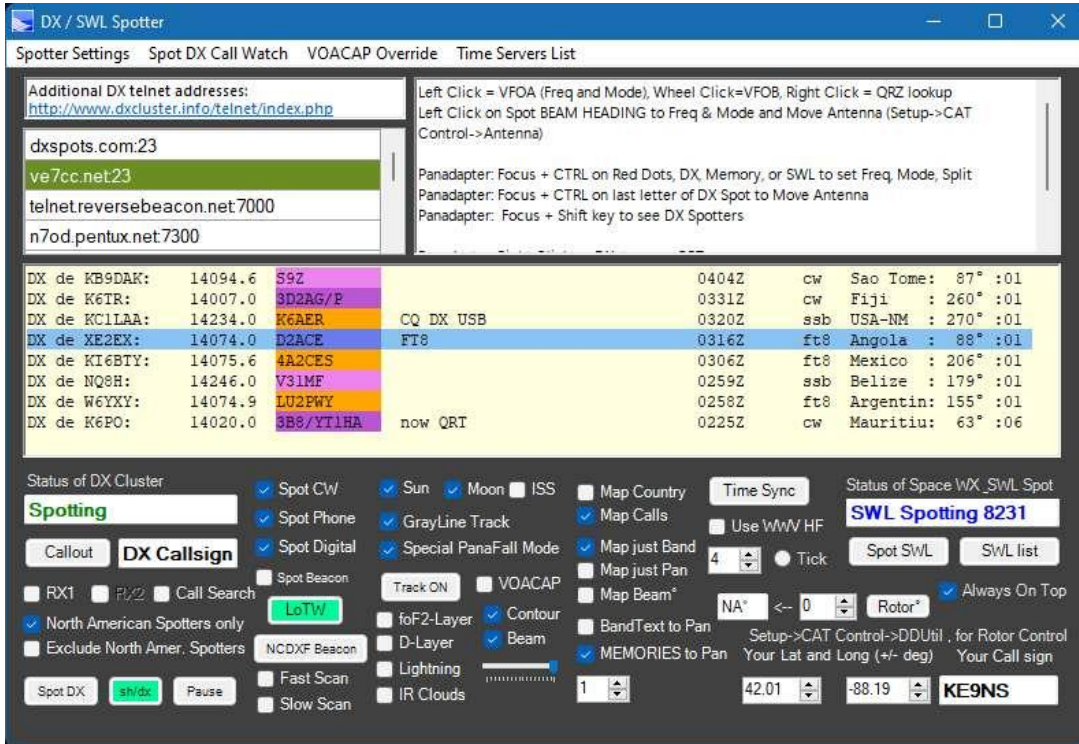 DX / SWL Spotter
Spotter Settings Spot DX Call Watch VOACAP Override Time Servers List
Additional DX telnet addresses:
http://www.dxcluster.info/telnet/index.php
dxspots.com:23
ve7cc.net:23
telnet.reversebeacon.net:7000
n7od.pentux.net:7300
Left Click = VFOA (Freq and Mode), Wheel Click=VFOB, Right Click = QRZ lookup
Left Click on Spot BEAM HEADING to Freq & Mode and Move Antenna (Setup->CAT
Control->Antenna)
Panadapter: Focus + CTRL on Red Dots, DX, Memory, or SWL to set Freq, Mode, Split
Panadapter: Focus + CTRL on last letter of DX Spot to Move Antenna
Panadapter: Focus + Shift key to see DX Spotters
DX de KB9DAK: 14094.6 S9Z 0404Z cw Sao Tome: 87° :01
DX de K6TR: 14007.0 3D2AG/P 0331Z cw Fiji : 260° :01
DX de KC1LAA: 14234.0 K6AER CQ DX USB 0320Z ssb USA-NM : 270° :01
DX de XE2EX: 14074.0 D2ACE FT8 0316Z ft8 Angola : 88° :01
DX de KI6BTY: 14075.6 4A2CES 0306Z ft8 Mexico : 206° :01
DX de NQ8H: 14246.0 V31MF 0259Z ssb Belize : 179° :01
DX de W6YXY: 14074.9 LU2PWY 0258Z ft8 Argentin: 155° :01
DX de K6PO: 14020.0 3B8/YT1HA now QRT 0225Z cw Mauritiu: 63° :06
Status of DX Cluster
Spotting
Callout DX Callsign
RX1 RX2 Call Search
North American Spotters only
Exclude North Amer. Spotters
Spot DX sh/dx Pause
Spot CW
Spot Phone
Spot Digital
Spot Beacon
LoTW
NCDXF Beacon
Fast Scan
Slow Scan
Sun Moon ISS
GrayLine Track
Special PanaFall Mode
Track ON VOACAP
foF2-Layer Contour
D-Layer Beam
Lightning
IR Clouds
Map Country
Map Calls
Map just Band
Map just Pan
Map Beam°
BandText to Pan
MEMORIES to Pan
1
Time Sync
Use WWV HF
4 Tick
Status of Space WX_SWL Spot
SWL Spotting 8231
Spot SWL SWL list
Always On Top
NA° <-- 0 Rotor°
Setup->CAT Control->DDUtil , for Rotor Control
Your Lat and Long (+/- deg) Your Call sign
42.01 -88.19 KE9NS